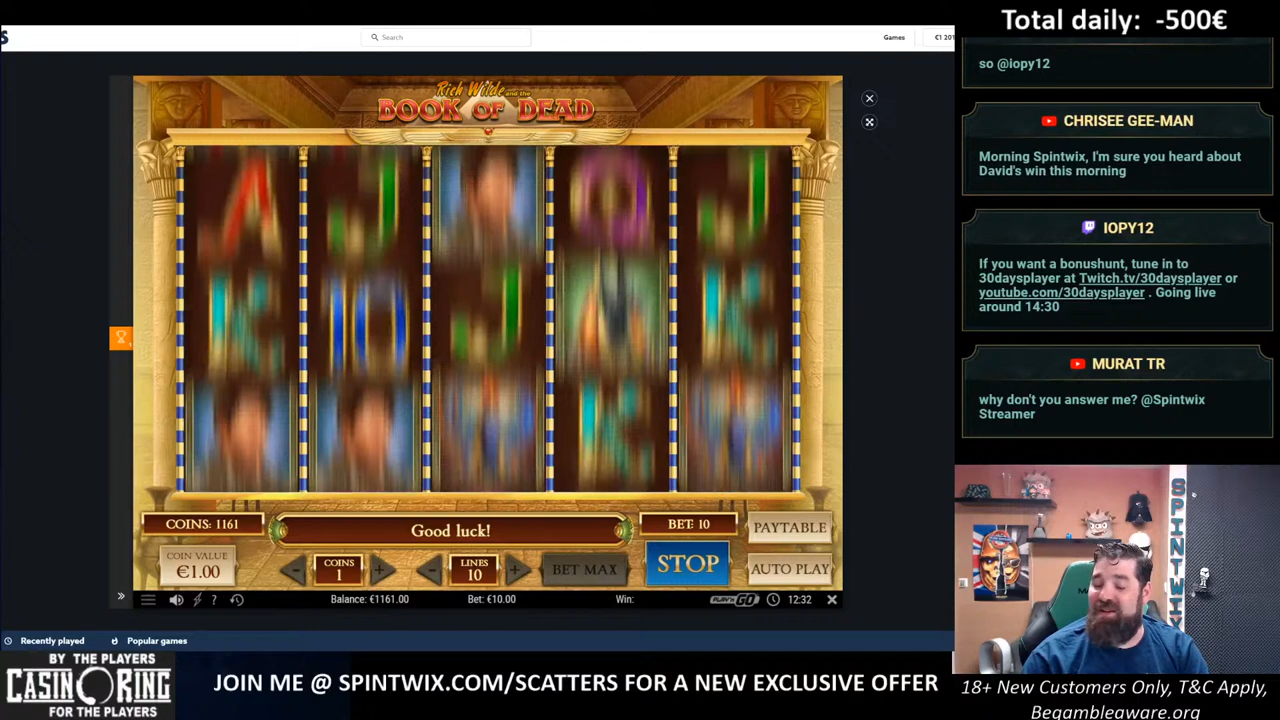 Total daily: -500€
S
Search
Games
€1 201
so @iopy12
CHRISEE GEE-MAN
Morning Spintwix, I'm sure you heard about
David's win this morning
IOPY12
If you want a bonushunt, tune in to
30daysplayer at Twitch.tv/30daysplayer or
youtube.com/30daysplayer . Going live
around 14:30
MURAT TR
why don't you answer me? @Spintwix
Streamer
Rich Wilde and the
BOOK OF DEAD
A J Q J
K 10 J K
K
COINS: 1161
Good luck!
BET: 10
PAYTABLE
COIN VALUE
€1.00
- COINS +
1
- LINES +
10
BET MAX
STOP
AUTO PLAY
? Balance: €1161.00 Bet: €10.00 Win: PLAY'N GO 12:32
Recently played Popular games
SPINTWIX
BY THE PLAYERS
CASINO RING
FOR THE PLAYERS
JOIN ME @ SPINTWIX.COM/SCATTERS FOR A NEW EXCLUSIVE OFFER
18+ New Customers Only, T&C Apply,
Begambleaware.org